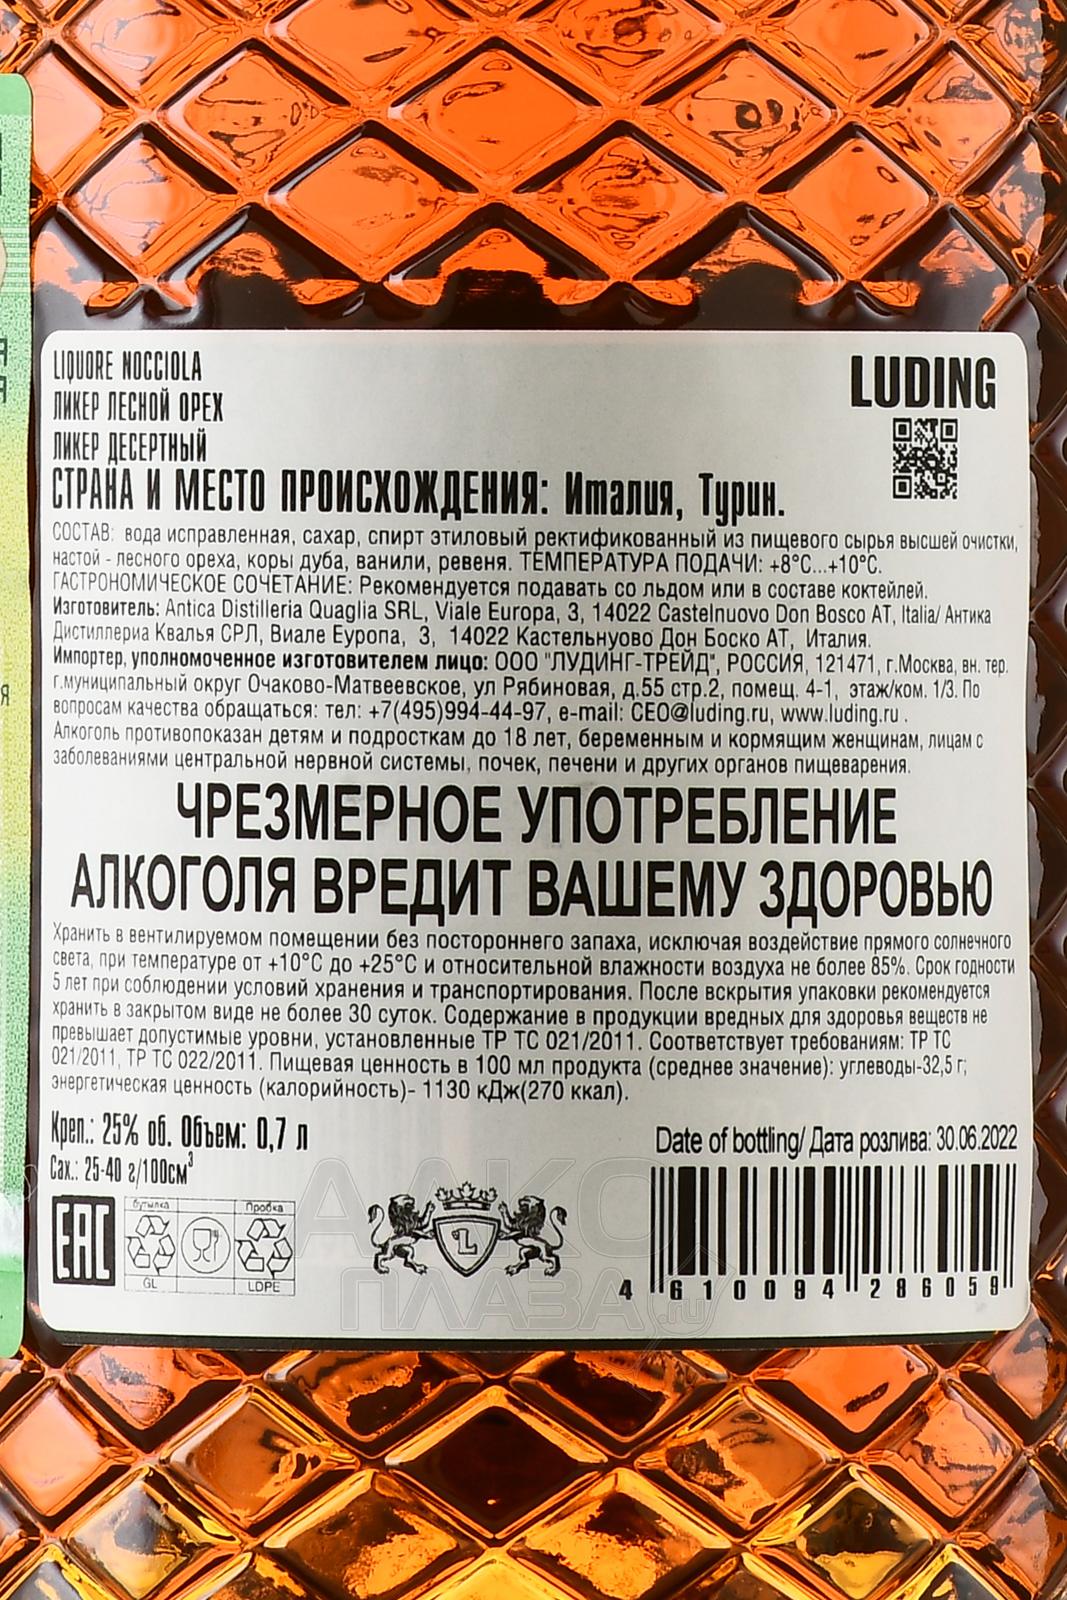 LIQUORE NOCCIOLA
LUDING
ЛИКЕР ЛЕСНОЙ ОРЕХ
ЛИКЕР ДЕСЕРТНЫЙ
СТРАНА И МЕСТО ПРОИСХОЖДЕНИЯ: Италия, Турин.
СОСТАВ: вода исправленная, сахар, спирт этиловый ректификованный из пищевого сырья высшей очистки,
настой - лесного ореха, коры дуба, ванили, ревеня. ТЕМПЕРАТУРА ПОДАЧИ: +8°С...+10°С.
ГАСТРОНОМИЧЕСКОЕ СОЧЕТАНИЕ: Рекомендуется подавать со льдом или в составе коктейлей.
Изготовитель: Antica Distilleria Quaglia SRL, Viale Europa, 3, 14022 Castelnuovo Don Bosco AT, Italia/ Антика
Дистиллериа Квалья СРЛ, Виале Еуропа, 3, 14022 Кастельнуово Дон Боско АТ, Италия.
Импортер, уполномоченное изготовителем лицо: ООО "ЛУДИНГ-ТРЕЙД", РОССИЯ, 121471, г.Москва, вн. тер.
г.муниципальный округ Очаково-Матвеевское, ул Рябиновая, д.55 стр.2, помещ. 4-1, этаж/ком. 1/3. По
вопросам качества обращаться: тел: +7(495)994-44-97, e-mail: CEO@luding.ru, www.luding.ru .
Алкоголь противопоказан детям и подросткам до 18 лет, беременным и кормящим женщинам, лицам с
заболеваниями центральной нервной системы, почек, печени и других органов пищеварения.
ЧРЕЗМЕРНОЕ УПОТРЕБЛЕНИЕ
АЛКОГОЛЯ ВРЕДИТ ВАШЕМУ ЗДОРОВЬЮ
Хранить в вентилируемом помещении без постороннего запаха, исключая воздействие прямого солнечного
света, при температуре от +10°С до +25°С и относительной влажности воздуха не более 85%. Срок годности
5 лет при соблюдении условий хранения и транспортирования. После вскрытия упаковки рекомендуется
хранить в закрытом виде не более 30 суток. Содержание в продукции вредных для здоровья веществ не
превышает допустимые уровни, установленные ТР ТС 021/2011. Соответствует требованиям: ТР ТС
021/2011, ТР ТС 022/2011. Пищевая ценность в 100 мл продукта (среднее значение): углеводы-32,5 г;
энергетическая ценность (калорийность)- 1130 кДж(270 ккал).
Креп.: 25% об. Объем: 0,7 л
Date of bottling/ Дата розлива: 30.06.2022
Сах.: 25-40 г/100см³
EAC
бутылка
Пробка
GL
LDPE
L
4 610094 286059
АЛКО
ПЛАЗА.ru